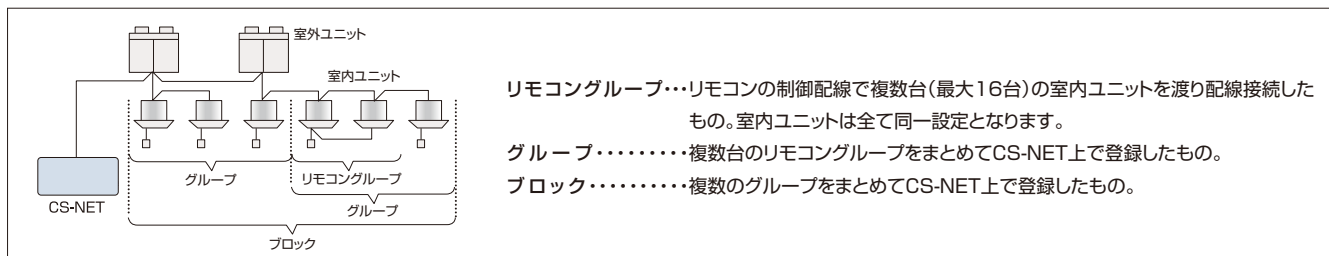 室外ユニット
室内ユニット
グループ
リモコングループ
グループ
CS-NET
ブロック
リモコングループ･･･リモコンの制御配線で複数台(最大16台)の室内ユニットを渡り配線接続した
もの。室内ユニットは全て同一設定となります。
グループ･････････複数台のリモコングループをまとめてCS-NET上で登録したもの。
ブロック･･････････複数のグループをまとめてCS-NET上で登録したもの。